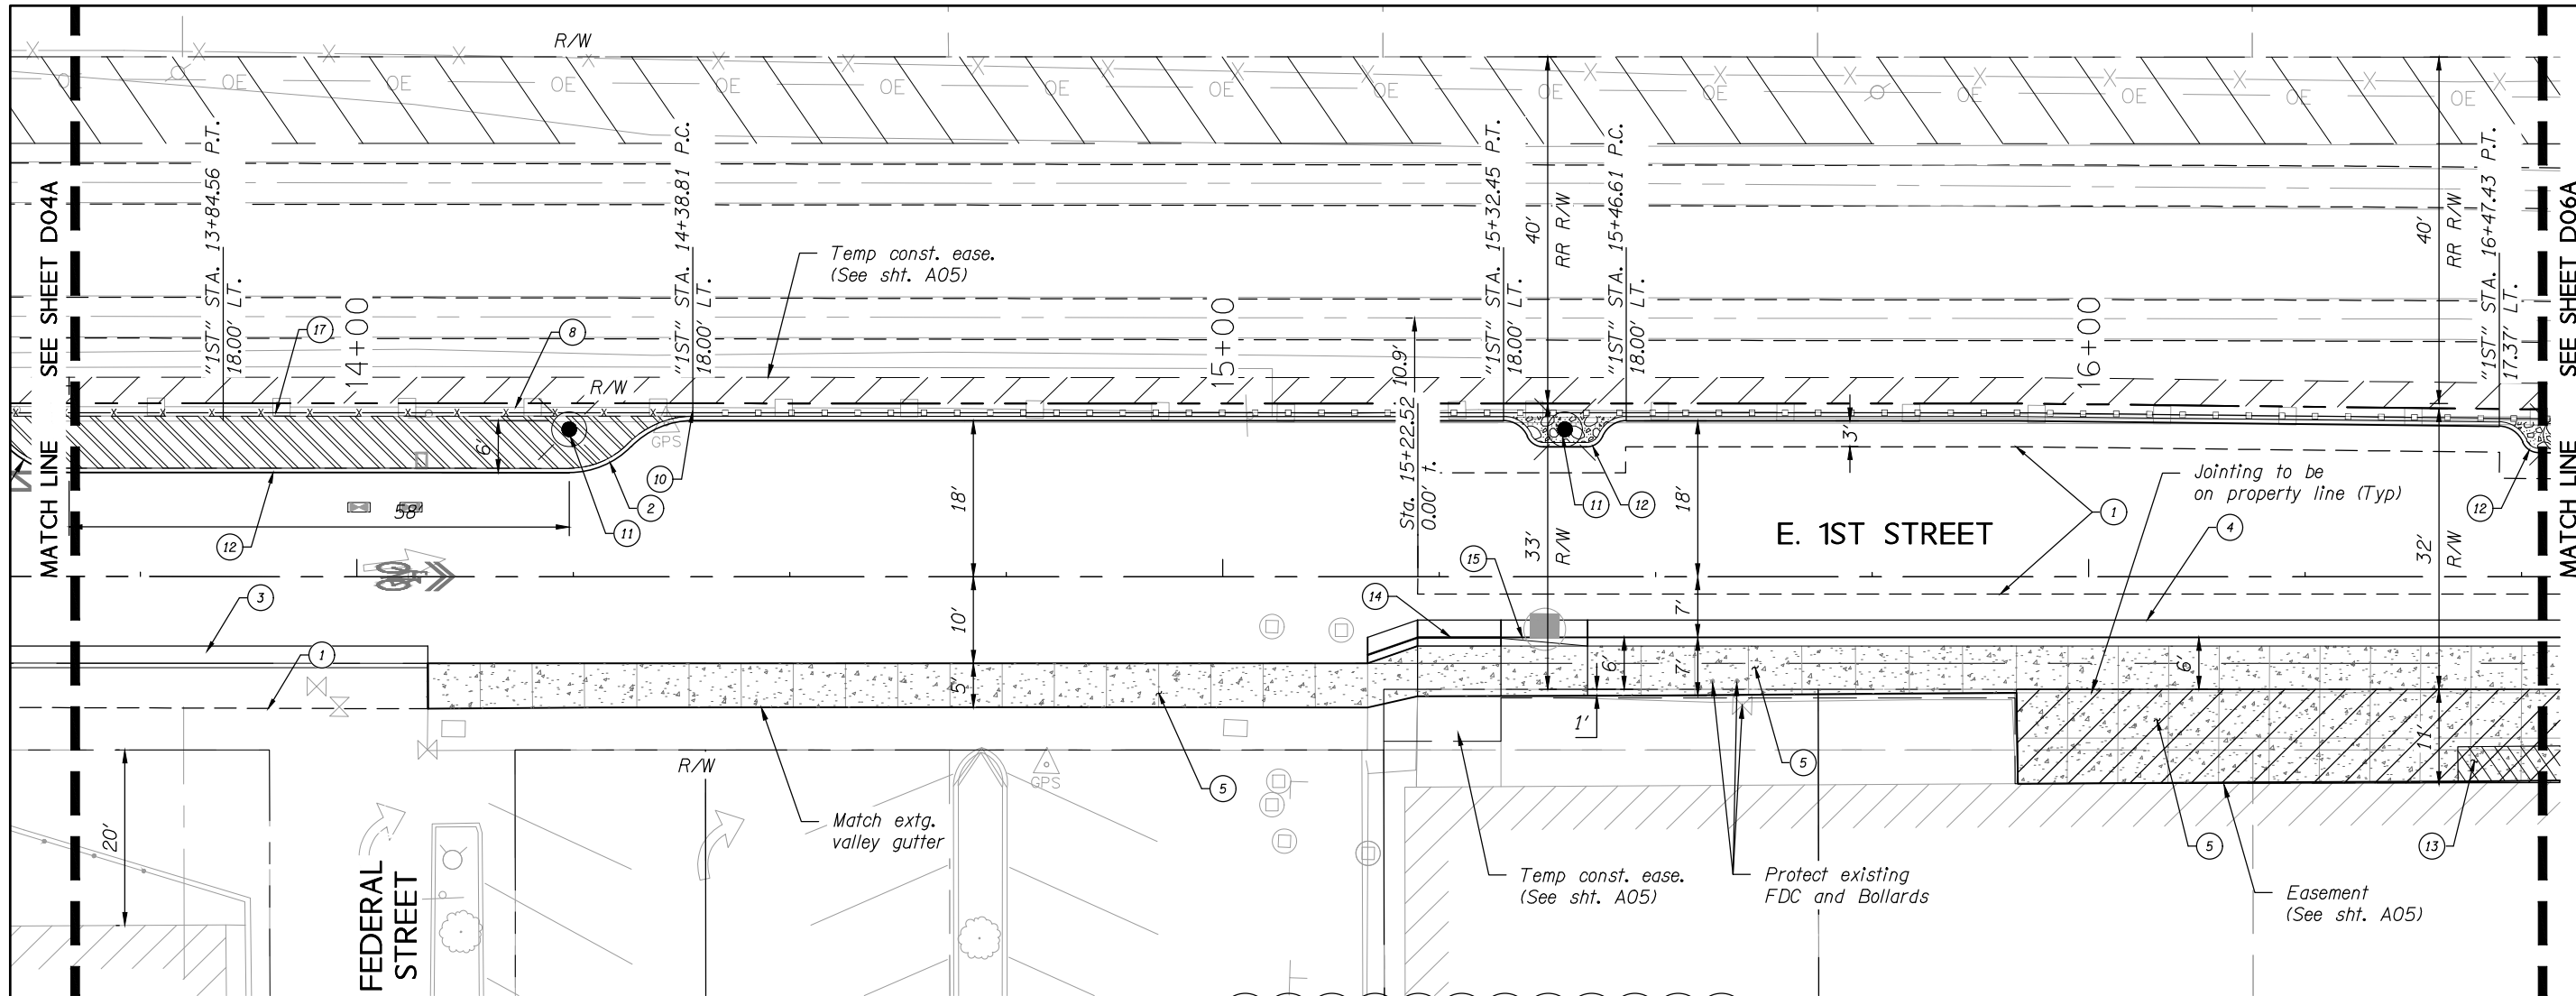 R/W
OE OE OE OE OE OE OE OE OE OE OE OE OE OE OE
MATCH LINE SEE SHEET D04A
"1ST" STA. 13+84.56 P.T.
18.00' LT.
14+00
"1ST" STA. 14+38.81 P.C.
18.00' LT.
Temp const. ease.
(See sht. A05)
15+00
Sta. 15+22.52 10.9'
0.00'
"1ST" STA. 15+32.45 P.T.
18.00' LT.
40'
RR R/W
"1ST" STA. 15+46.61 P.C.
18.00' LT.
16+00
40'
RR R/W
"1ST" STA. 16+47.43 P.T.
17.37' LT.
MATCH LINE SEE SHEET D06A
17
8
R/W
6'
GPS
10
2
11
58'
12
18'
10'
5'
3
1
14
15
33'
R/W
11
12
18'
7'
7'
6'
1'
3'
E. 1ST STREET
Jointing to be
on property line (Typ)
1
4
12
32'
R/W
6'
11'
20'
R/W
FEDERAL
STREET
GPS
Match extg.
valley gutter
5
5
5
13
Temp const. ease.
(See sht. A05)
Protect existing
FDC and Bollards
Easement
(See sht. A05)